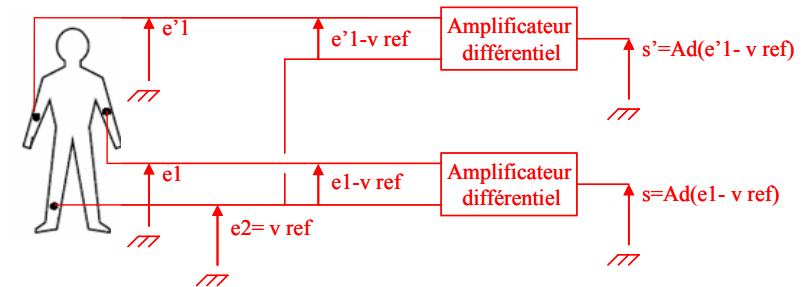 e'1
e'1-v ref
Amplificateur
différentiel
s'=Ad(e'1- v ref)
e1
e1-v ref
Amplificateur
différentiel
s=Ad(e1- v ref)
e2= v ref